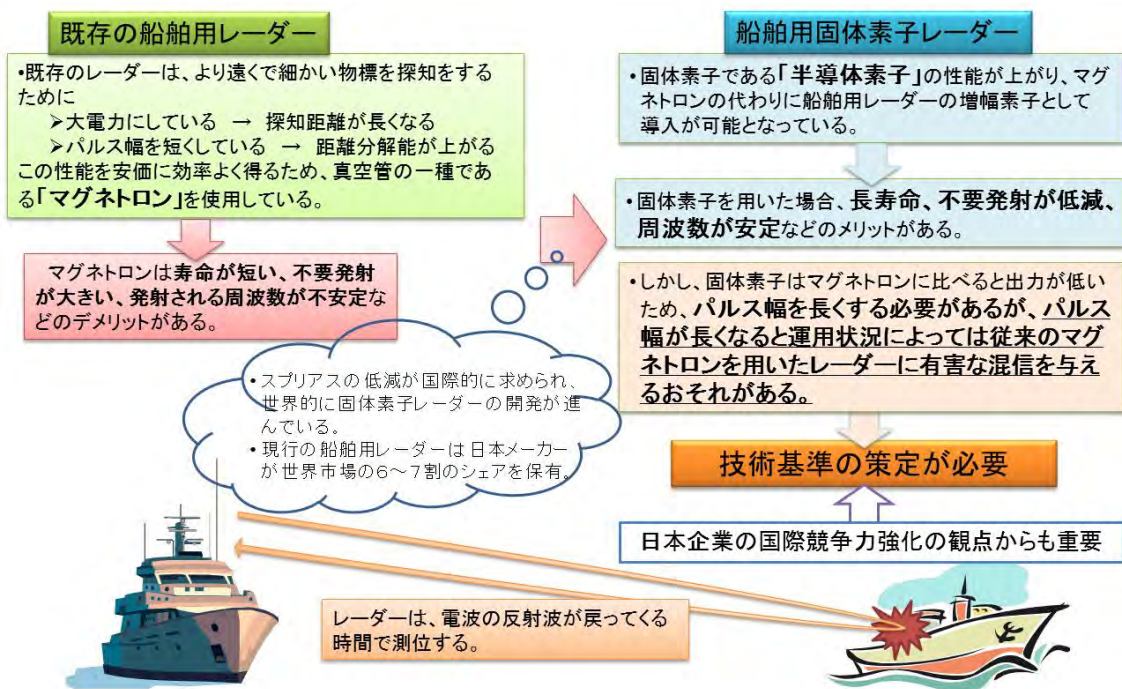 既存の船舶用レーダー
•既存のレーダーは、より遠くで細かい物標を探知をする
ために
➢大電力にしている → 探知距離が長くなる
➢パルス幅を短くしている → 距離分解能が上がる
この性能を安価に効率よく得るため、真空管の一種であ
る「マグネトロン」を使用している。
マグネトロンは寿命が短い、不要発射
が大きい、発射される周波数が不安定な
どのデメリットがある。
•スプリアスの低減が国際的に求められ、
世界的に固体素子レーダーの開発が進
んでいる。
•現行の船舶用レーダーは日本メーカー
が世界市場の6～7割のシェアを保有。
船舶用固体素子レーダー
•固体素子である「半導体素子」の性能が上がり、マグ
ネトロンの代わりに船舶用レーダーの増幅素子として
導入が可能となっている。
•固体素子を用いた場合、長寿命、不要発射が低減、
周波数が安定などのメリットがある。
•しかし、固体素子はマグネトロンに比べると出力が低い
ため、パルス幅を長くする必要があるが、パルス
幅が長くなると運用状況によっては従来のマグ
ネトロンを用いたレーダーに有害な混信を与え
るおそれがある。
技術基準の策定が必要
日本企業の国際競争力強化の観点からも重要
レーダーは、電波の反射波が戻ってくる
時間で測位する。